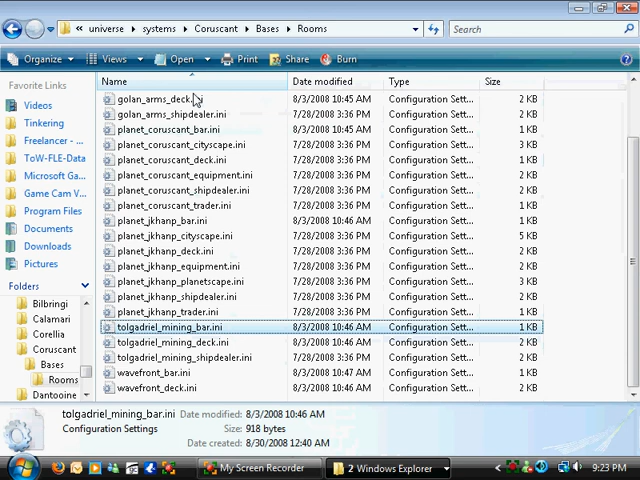 « universe ▸ systems ▸ Coruscant ▸ Bases ▸ Rooms
Search
Organize Views Open Print Share Burn
Favorite Links
Videos
Tinkering
Freelancer - ...
ToW-FLE-Data
Microsoft Ga...
Game Cam V...
Program Files
Documents
Downloads
Pictures
Folders
Bilbringi
Calamari
Corellia
Coruscant
Bases
Rooms
Dantooine
Name Date modified Type Size
golan_arms_deck.ini 8/3/2008 10:45 AM Configuration Sett... 2 KB
golan_arms_shipdealer.ini 7/28/2008 3:36 PM Configuration Sett... 2 KB
planet_coruscant_bar.ini 8/3/2008 10:45 AM Configuration Sett... 1 KB
planet_coruscant_cityscape.ini 7/28/2008 3:36 PM Configuration Sett... 3 KB
planet_coruscant_deck.ini 7/28/2008 3:36 PM Configuration Sett... 2 KB
planet_coruscant_equipment.ini 7/28/2008 3:36 PM Configuration Sett... 2 KB
planet_coruscant_shipdealer.ini 7/28/2008 3:36 PM Configuration Sett... 2 KB
planet_coruscant_trader.ini 7/28/2008 3:36 PM Configuration Sett... 1 KB
planet_jkhanp_bar.ini 8/3/2008 10:46 AM Configuration Sett... 1 KB
planet_jkhanp_cityscape.ini 7/28/2008 3:36 PM Configuration Sett... 5 KB
planet_jkhanp_deck.ini 7/28/2008 3:36 PM Configuration Sett... 2 KB
planet_jkhanp_equipment.ini 7/28/2008 3:36 PM Configuration Sett... 2 KB
planet_jkhanp_planetscape.ini 7/28/2008 3:36 PM Configuration Sett... 3 KB
planet_jkhanp_shipdealer.ini 7/28/2008 3:36 PM Configuration Sett... 2 KB
planet_jkhanp_trader.ini 7/28/2008 3:36 PM Configuration Sett... 1 KB
tolgadriel_mining_bar.ini 8/3/2008 10:46 AM Configuration Sett... 1 KB
tolgadriel_mining_deck.ini 8/3/2008 10:46 AM Configuration Sett... 2 KB
tolgadriel_mining_shipdealer.ini 7/28/2008 3:36 PM Configuration Sett... 2 KB
wavefront_bar.ini 8/3/2008 10:47 AM Configuration Sett... 1 KB
wavefront_deck.ini 8/3/2008 10:46 AM Configuration Sett... 2 KB
tolgadriel_mining_bar.ini Date modified: 8/3/2008 10:46 AM
Configuration Settings Size: 918 bytes
Date created: 8/30/2008 12:40 AM
My Screen Recorder 2 Windows Explorer 9:23 PM